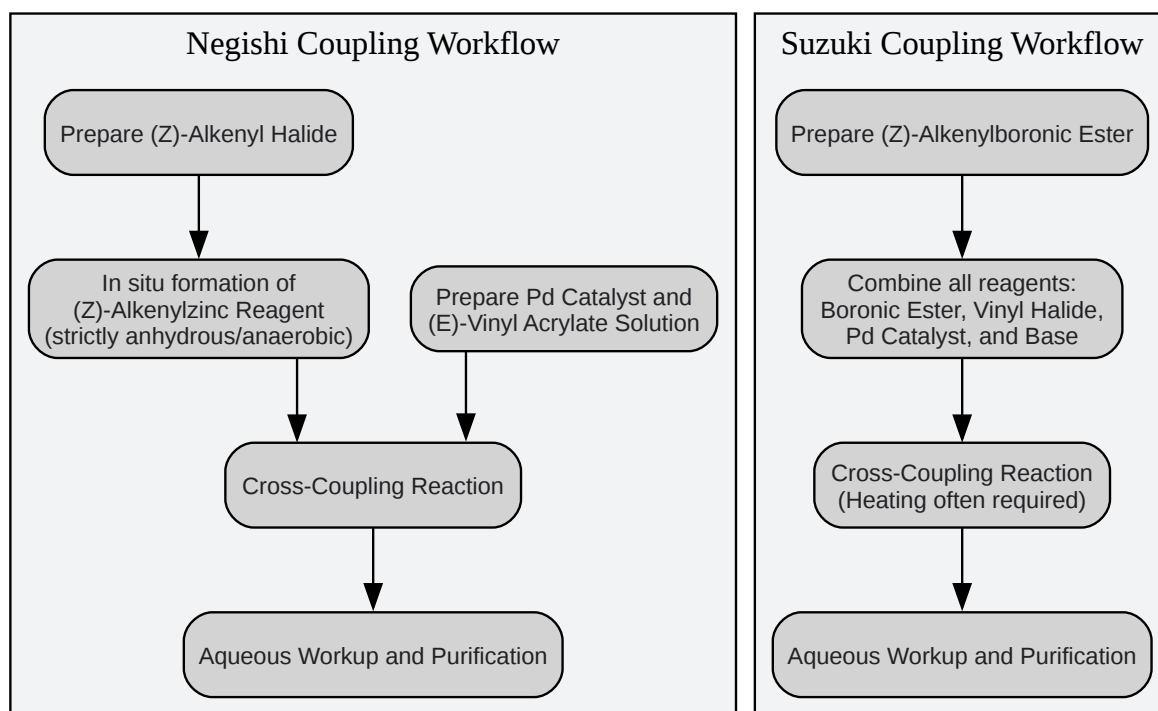 Negishi Coupling Workflow
Prepare (Z)-Alkenyl Halide
In situ formation of
(Z)-Alkenylzinc Reagent
(strictly anhydrous/anaerobic)
Prepare Pd Catalyst and
(E)-Vinyl Acrylate Solution
Cross-Coupling Reaction
Aqueous Workup and Purification
Suzuki Coupling Workflow
Prepare (Z)-Alkenylboronic Ester
Combine all reagents:
Boronic Ester, Vinyl Halide,
Pd Catalyst, and Base
Cross-Coupling Reaction
(Heating often required)
Aqueous Workup and Purification